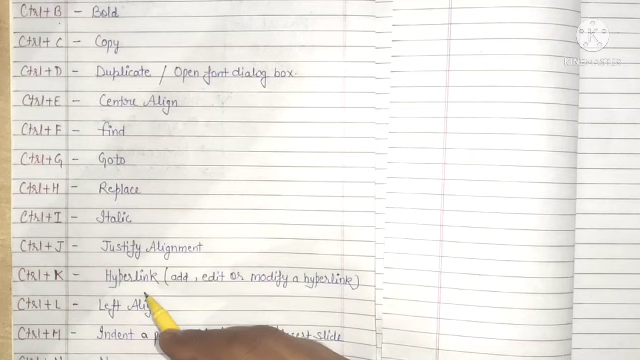 Ctrl+B - Bold
KINEMASTER
Ctrl+C - Copy
Ctrl+D - Duplicate / Open font dialog box.
Ctrl+E - Centre Align
Ctrl+F - find
Ctrl+G - Goto
Ctrl+H - Replace
Ctrl+I - Italic
Ctrl+J - Justify Alignment
Ctrl+K - Hyperlink (add, edit or modify a hyperlink)
Ctrl+L - Left
Ctrl+M - Indent a slide